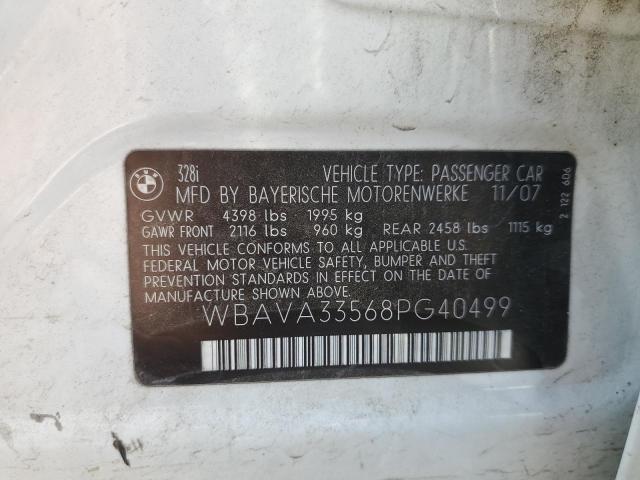 328i VEHICLE TYPE: PASSENGER CAR
MFD BY BAYERISCHE MOTORENWERKE 11/07
GVWR 4398 lbs 1995 kg
GAWR FRONT 2116 lbs 960 kg REAR 2458 lbs 1115 kg
THIS VEHICLE CONFORMS TO ALL APPLICABLE U.S.
FEDERAL MOTOR VEHICLE SAFETY, BUMPER AND THEFT
PREVENTION STANDARDS IN EFFECT ON THE DATE OF
MANUFACTURE SHOWN ABOVE.
WBAVA33568PG40499
2 122 606
BMW